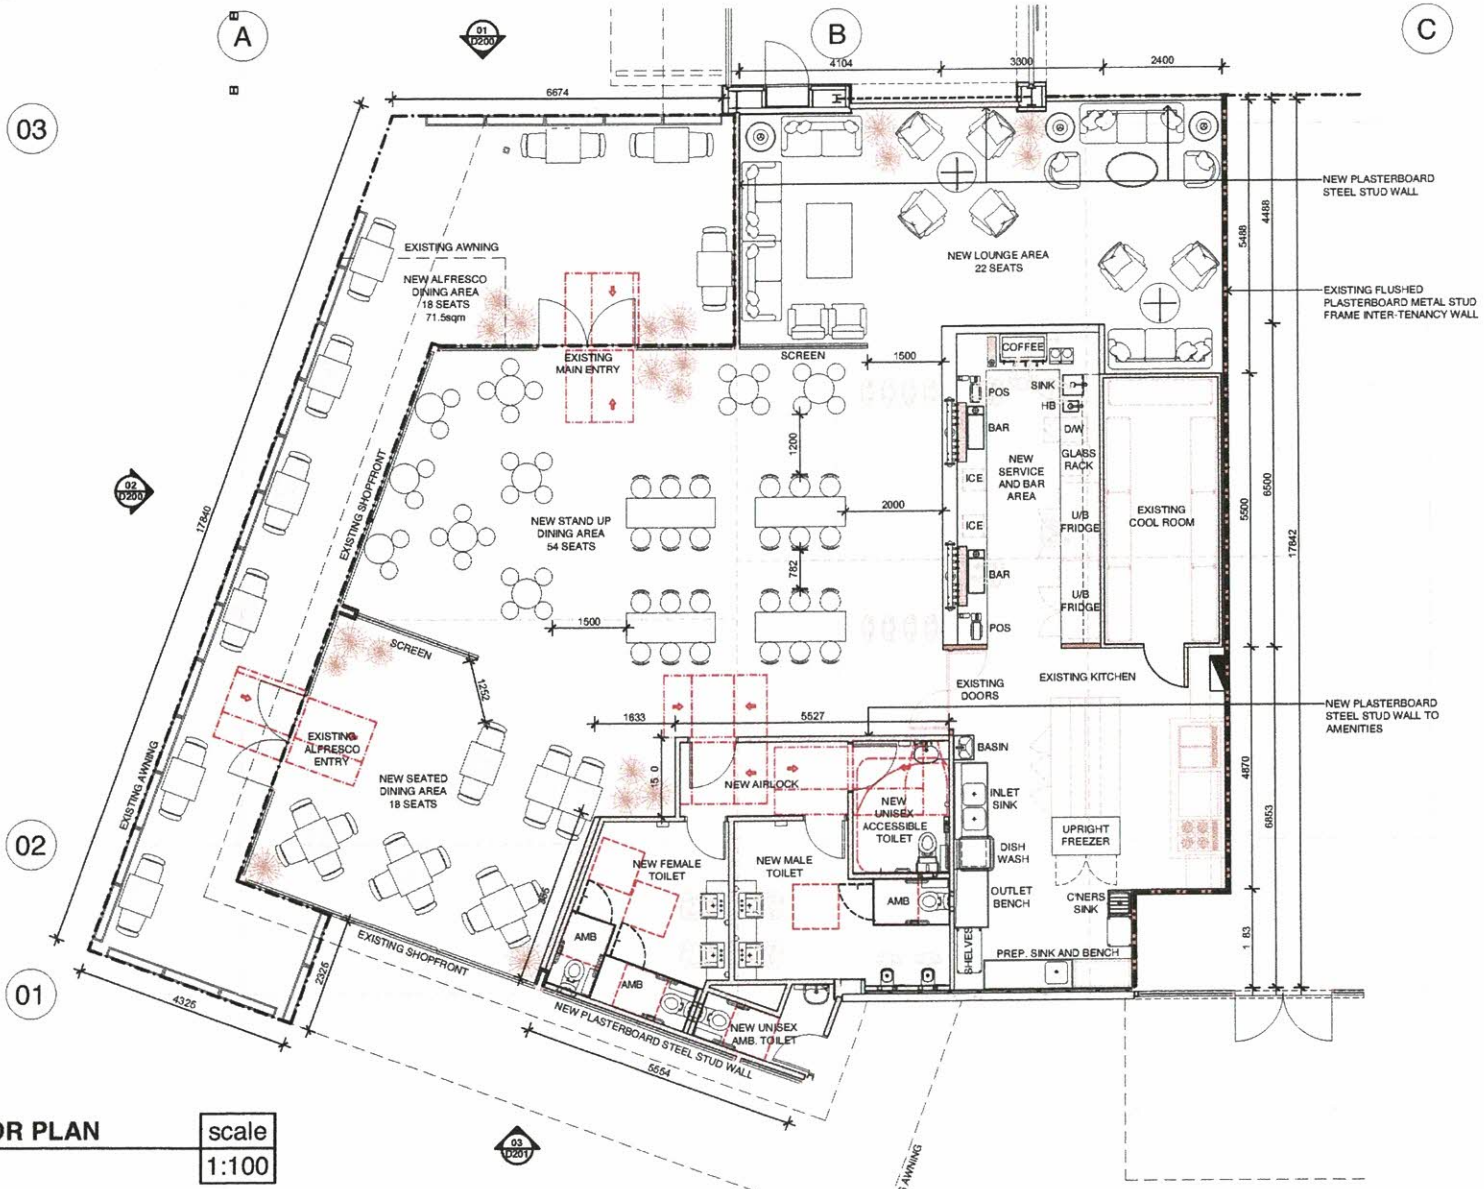 A
01
D200
B
C
4104
3300
2400
6674
03
NEW PLASTERBOARD
STEEL STUD WALL
EXISTING AWNING
NEW ALFRESCO
DINING AREA
18 SEATS
71.5sqm
NEW LOUNGE AREA
22 SEATS
5488
4488
EXISTING FLUSHED
PLASTERBOARD METAL STUD
FRAME INTER-TENANCY WALL
EXISTING
MAIN ENTRY
SCREEN
1500
COFFEE
POS
SINK
HB
BAR
D/W
GLASS
RACK
1200
NEW
SERVICE
AND BAR
AREA
ICE
02
D200
17840
EXISTING SHOPFRONT
NEW STAND UP
DINING AREA
54 SEATS
2000
ICE
U/B
FRIDGE
EXISTING
COOL ROOM
5500
6500
17842
782
BAR
U/B
FRIDGE
1500
POS
SCREEN
1252
EXISTING
DOORS
EXISTING KITCHEN
NEW PLASTERBOARD
STEEL STUD WALL TO
AMENITIES
1633
5527
EXISTING
ALFRESCO
ENTRY
BASIN
EXISTING AWNING
NEW SEATED
DINING AREA
18 SEATS
NEW AIRLOCK
INLET
SINK
4870
6853
NEW
UNISEX
ACCESSIBLE
TOILET
UPRIGHT
FREEZER
02
DISH
WASH
NEW FEMALE
TOILET
NEW MALE
TOILET
OUTLET
BENCH
C'NERS
SINK
AMB
AMB
EXISTING SHOPFRONT
SHELVES
PREP. SINK AND BENCH
2325
AMB
01
4325
NEW PLASTERBOARD STEEL STUD WALL
NEW UNISEX
AMB. TOILET
5554
OR PLAN
scale
1:100
03
D201
AWNING